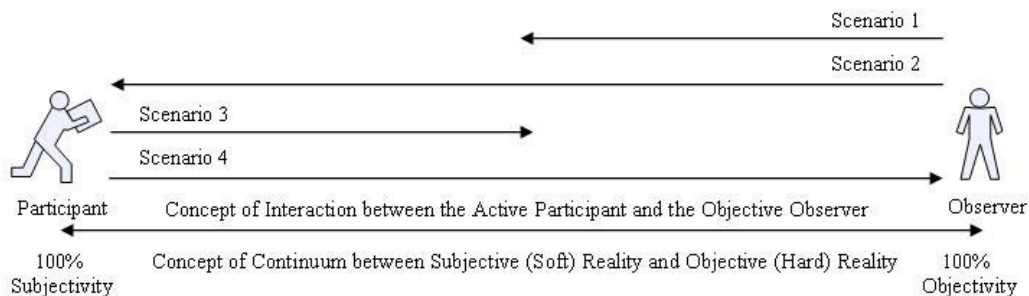 Scenario 1
Scenario 2
Scenario 3
Scenario 4
Participant
Concept of Interaction between the Active Participant and the Objective Observer
Observer
100%
Subjectivity
Concept of Continuum between Subjective (Soft) Reality and Objective (Hard) Reality
100%
Objectivity